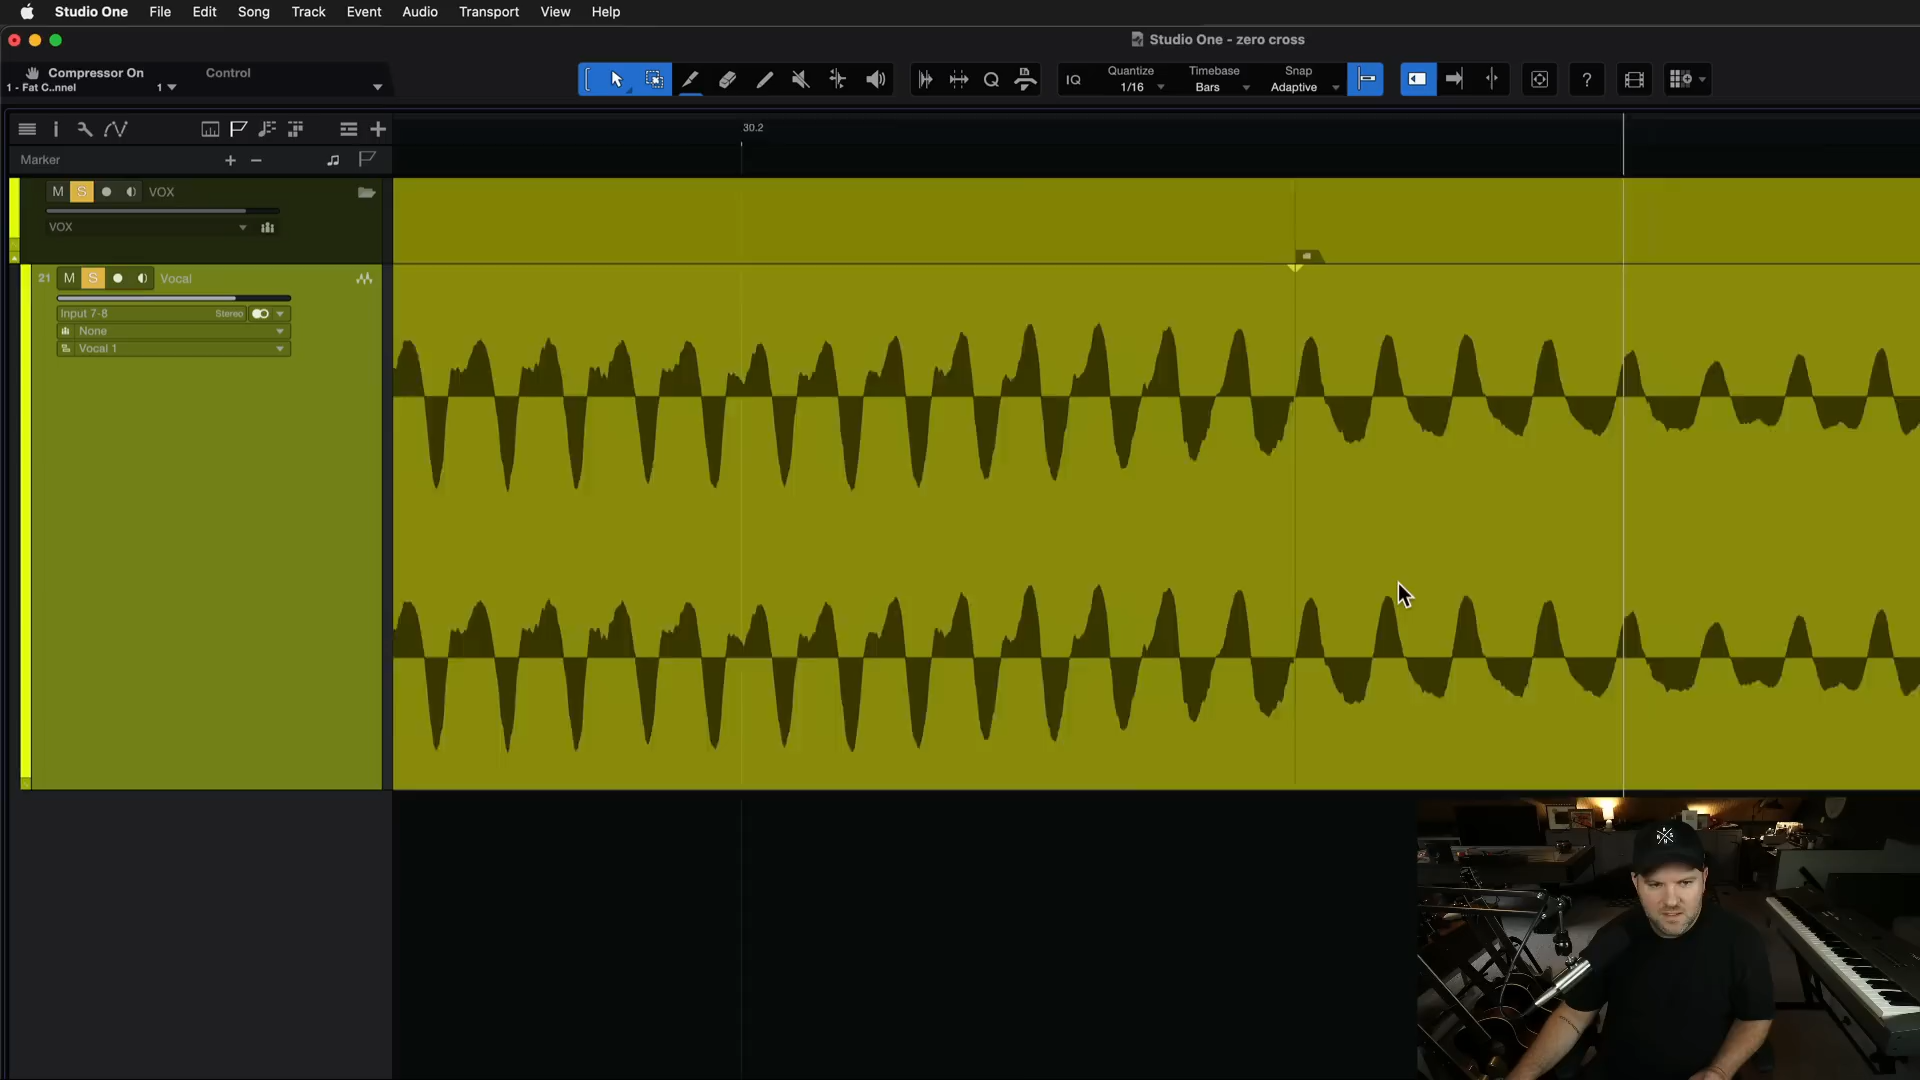 Studio One File Edit Song Track Event Audio Transport View Help
Studio One - zero cross
Compressor On Control
1 - Fat C..nnel 1
IQ Quantize Timebase Snap
1/16 Bars Adaptive
?
30.2
Marker
M S VOX
VOX
21 M S Vocal
Input 7-8 Stereo
None
Vocal 1